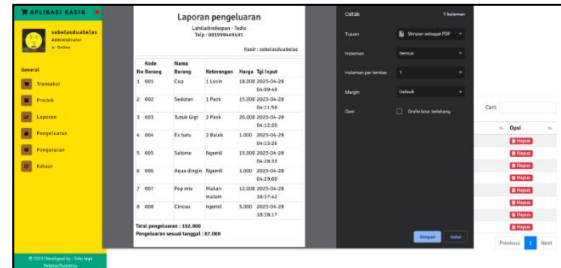 APLIKASI KASIR
sebelasduabelas
Administrator
Online
General
Transaksi
Produk
Laporan
Pengeluaran
Pengaturan
Keluar
Laporan pengeluaran
Kasir : sebelasduabelas
No Kode Barang Nama Barang Keterangan Harga Tgl Input
1 001 Cup 1 Lusin 18.000 2023-04-28
2 002 Sedotan 1 Pack 15.000 2023-04-28
04:11:58
3 003 Tusuk Gigi 2 Pack 20.000 2023-04-28
04:12:20
4 004 Es batu 2 Balok 1.000 2023-04-28
04:13:26
5 005 Salome Ngemil 15.000 2023-04-28
04:28:33
6 006 Aqua dingin Ngemil 1.000 2023-04-28
04:29:00
7 007 Pop mie Makan malam 12.000 2023-04-28
18:37:42
8 008 Cincau ngemil 5.000 2023-04-28
18:38:17
Total pengeluaran : 152.000
Pengeluaran sesuai tanggal : 87.000
Cetak 1 halaman
Tujuan Simpan sebagai PDF
Halaman Semua
Halaman per lembar 1
Margin Default
Opsi Grafis latar belakang
Simpan Batal
Cari
Opsi
Hapus
Hapus
Hapus
Hapus
Hapus
Hapus
Hapus
Hapus
Previous 1 Next